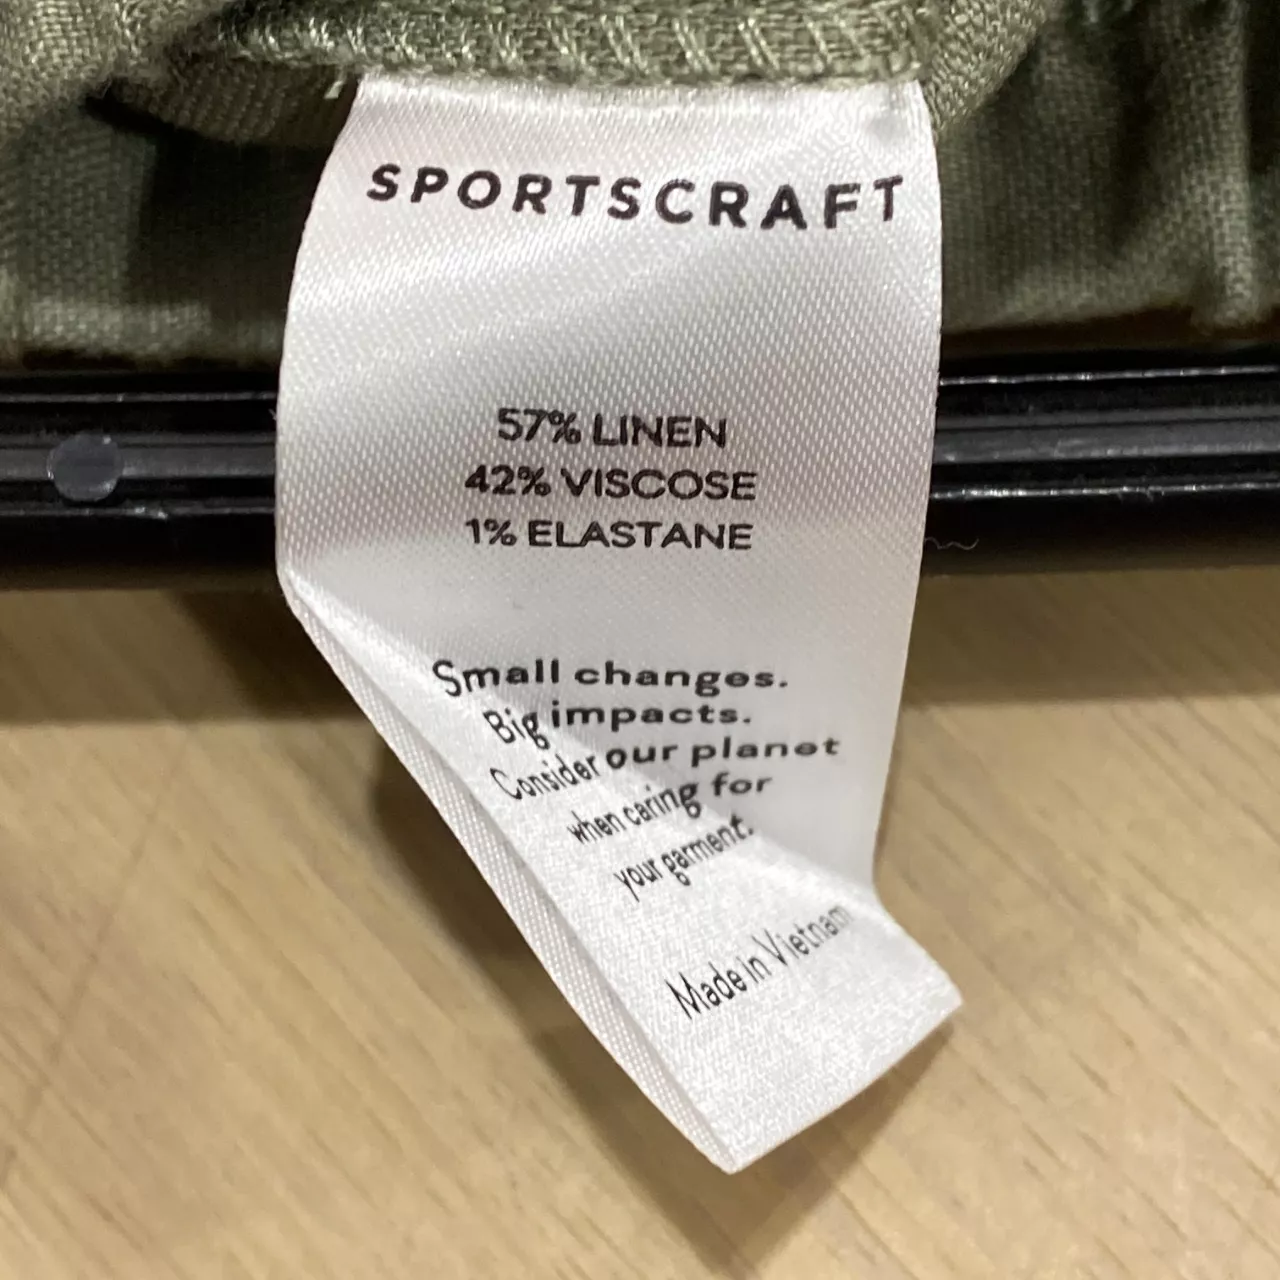 SPORTSCRAFT
57% LINEN
42% VISCOSE
1% ELASTANE
Small changes.
Big impacts.
Consider our planet
when caring for
your garment.
Made in Vietnam